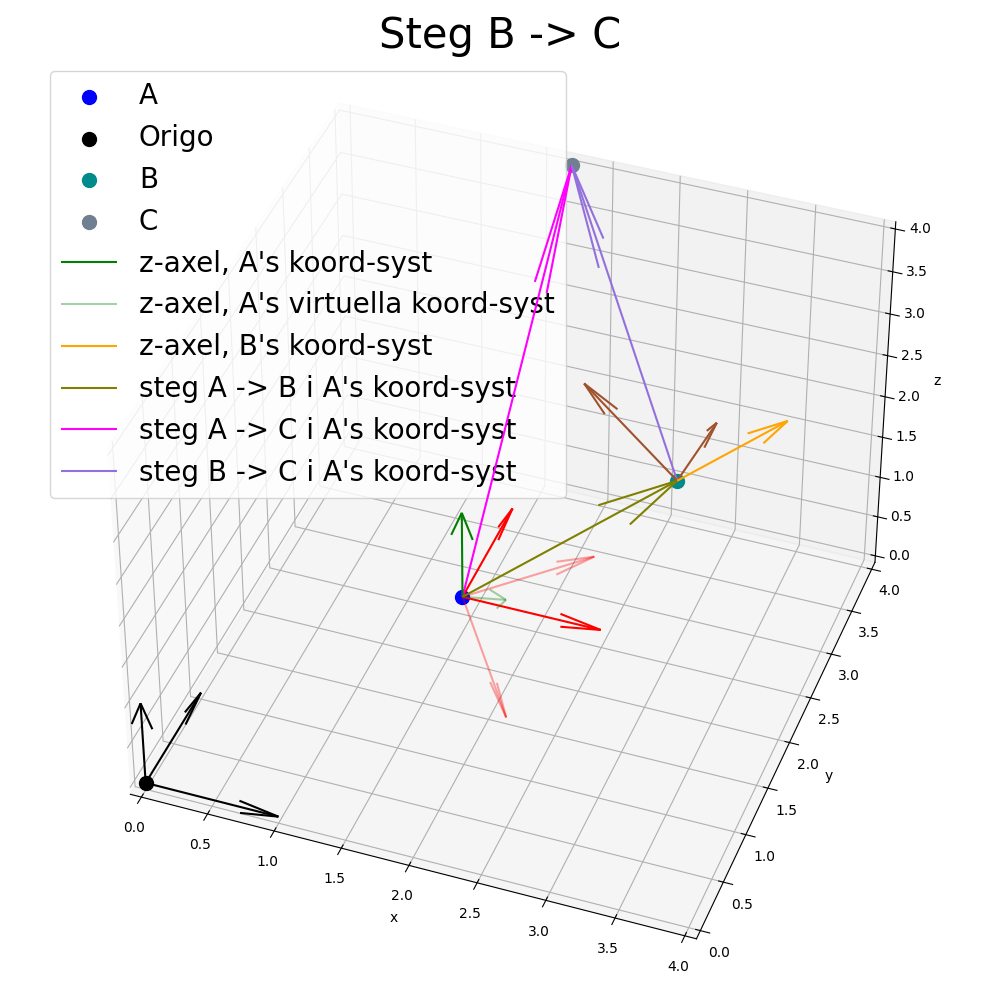 Steg B -> C
A
Origo
B
C
z-axel, A's koord-syst
z-axel, A's virtuella koord-syst
z-axel, B's koord-syst
steg A -> B i A's koord-syst
steg A -> C i A's koord-syst
steg B -> C i A's koord-syst
4.0
3.5
3.0
2.5
2.0
1.5
1.0
0.5
0.0
z
4.0
3.5
3.0
2.5
2.0
1.5
1.0
0.5
0.0
y
0.0
0.5
1.0
1.5
2.0
2.5
3.0
3.5
4.0
x